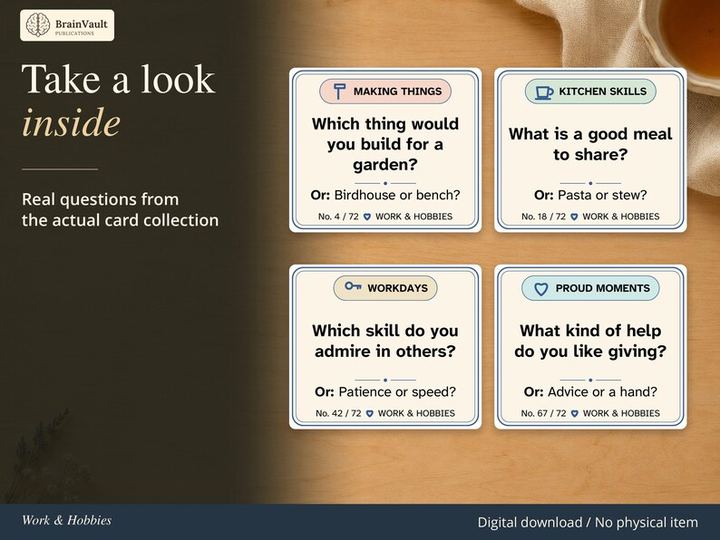 BrainVault
PUBLICATIONS
Take a look
inside
Real questions from
the actual card collection
MAKING THINGS
Which thing would
you build for a
garden?
Or: Birdhouse or bench?
No. 4 / 72 WORK & HOBBIES
KITCHEN SKILLS
What is a good meal
to share?
Or: Pasta or stew?
No. 18 / 72 WORK & HOBBIES
WORKDAYS
Which skill do you
admire in others?
Or: Patience or speed?
No. 42 / 72 WORK & HOBBIES
PROUD MOMENTS
What kind of help
do you like giving?
Or: Advice or a hand?
No. 67 / 72 WORK & HOBBIES
Work & Hobbies
Digital download / No physical item